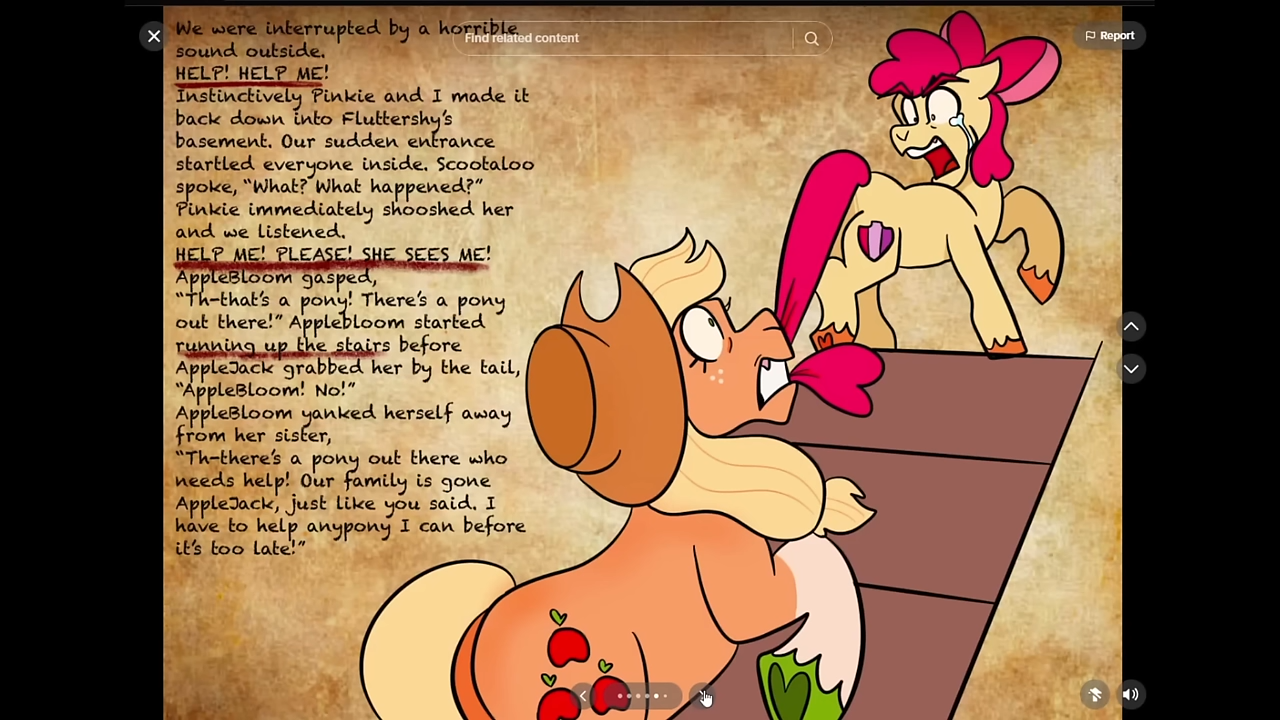 We were interrupted by a horrible
sound outside.
HELP! HELP ME!
Instinctively Pinkie and I made it
back down into Fluttershy's
basement. Our sudden entrance
startled everyone inside. Scootaloo
spoke, "What? What happened?"
Pinkie immediately shooshed her
and we listened.
HELP ME! PLEASE! SHE SEES ME!
AppleBloom gasped,
"Th-that's a pony! There's a pony
out there!" Applebloom started
running up the stairs before
AppleJack grabbed her by the tail,
"AppleBloom! No!"
AppleBloom yanked herself away
from her sister,
"Th-there's a pony out there who
needs help! Our family is gone
AppleJack, just like you said. I
have to help anypony I can before
it's too late!"
Find related content
Report